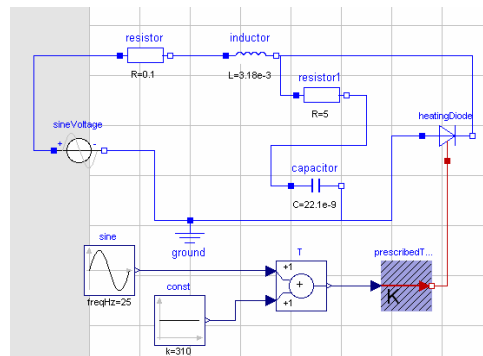 resistor
inductor
R=0.1
L=3.18e-3
resistor1
R=5
heatingDiode
sineVoltage
+
-
capacitor
C=22.1e-9
ground
sine
freqHz=25
const
k=310
T
+1
+
+1
prescribedT...
K